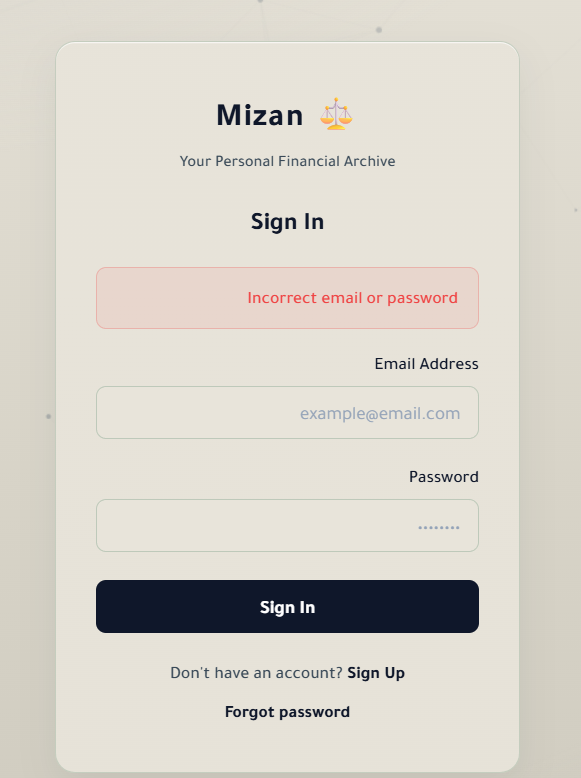 Mizan ⚖️
Your Personal Financial Archive
Sign In
Incorrect email or password
Email Address
example@email.com
Password
••••••••
Sign In
Don't have an account? Sign Up
Forgot password